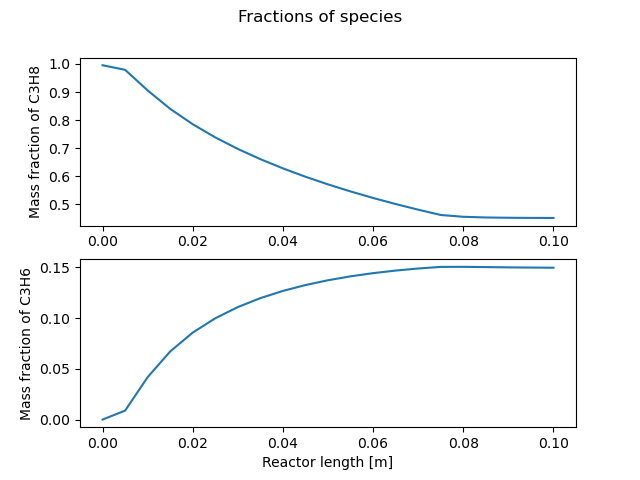 Fractions of species
Mass fraction of C3H8
1.0
0.9
0.8
0.7
0.6
0.5
0.00 0.02 0.04 0.06 0.08 0.10
Mass fraction of C3H6
0.15
0.10
0.05
0.00
0.00 0.02 0.04 0.06 0.08 0.10
Reactor length [m]